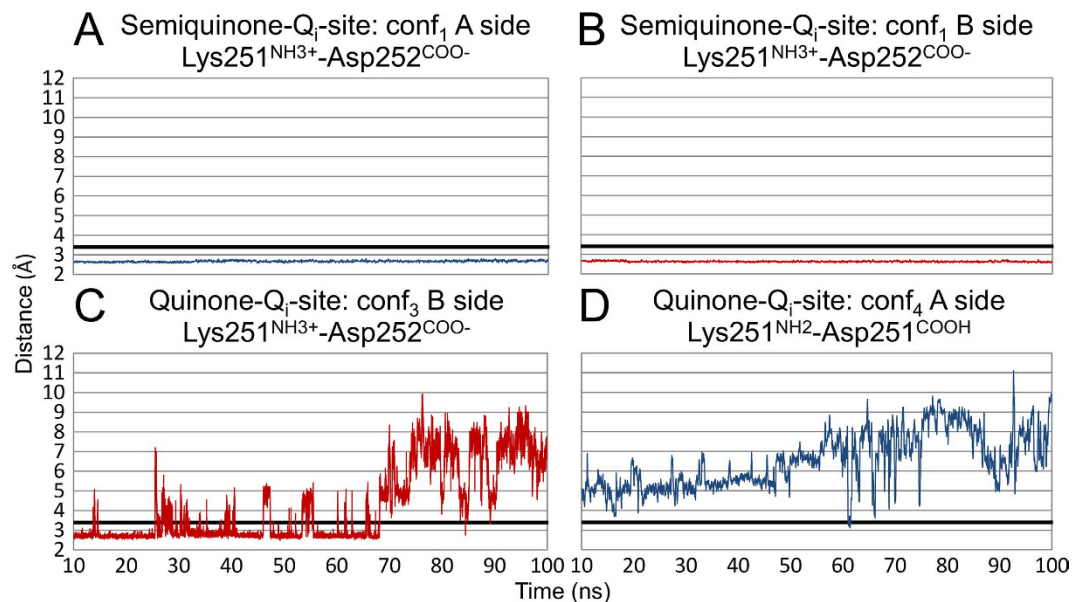 A
Semiquinone-Qi-site: conf1 A side
Lys251NH3+-Asp252COO-
B
Semiquinone-Qi-site: conf1 B side
Lys251NH3+-Asp252COO-
12
11
10
9
8
7
6
5
4
3
2
C
Quinone-Qi-site: conf3 B side
Lys251NH3+-Asp252COO-
D
Quinone-Qi-site: conf4 A side
Lys251NH2-Asp251COOH
Distance (Å)
12
11
10
9
8
7
6
5
4
3
2
10 20 30 40 50 60 70 80 90 100
10 20 30 40 50 60 70 80 90 100
Time (ns)